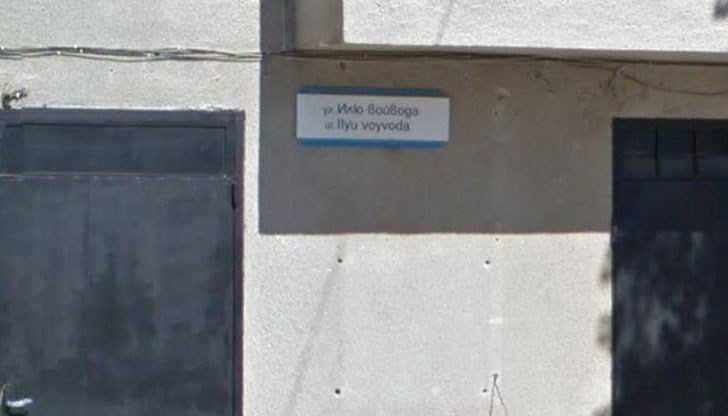 ул. Илю войвода
ul. Ilyu voyvoda